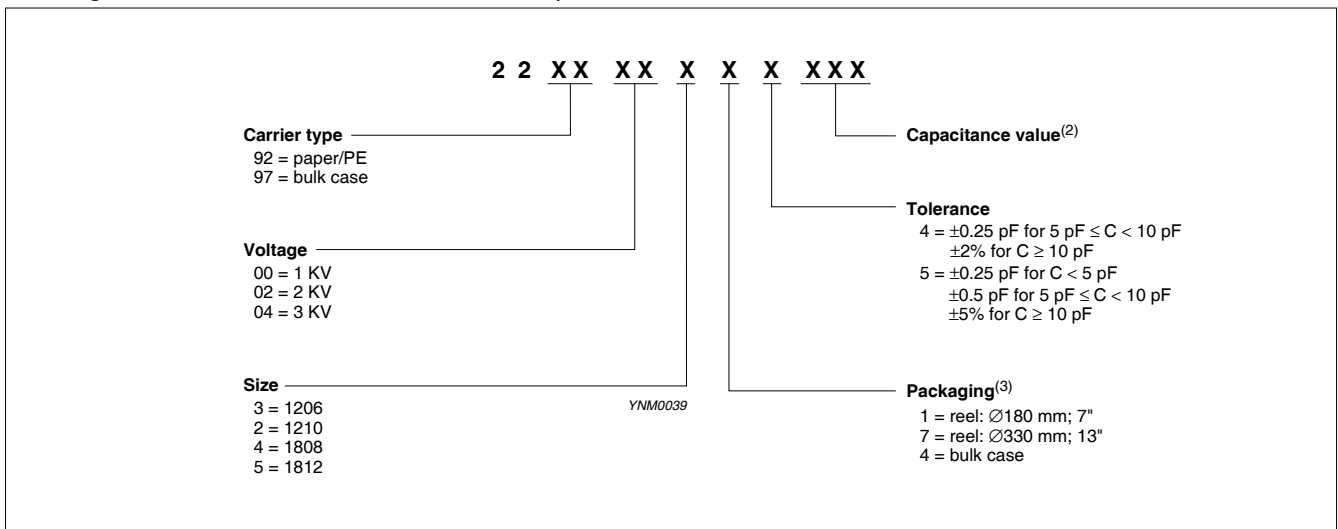 2 2 X X X X X X X X X X
Carrier type
92 = paper/PE
97 = bulk case
Voltage
00 = 1 KV
02 = 2 KV
04 = 3 KV
Size
3 = 1206
2 = 1210
4 = 1808
5 = 1812
YNM0039
Capacitance value(2)
Tolerance
4 = ±0.25 pF for 5 pF ≤ C < 10 pF
±2% for C ≥ 10 pF
5 = ±0.25 pF for C < 5 pF
±0.5 pF for 5 pF ≤ C < 10 pF
±5% for C ≥ 10 pF
Packaging(3)
1 = reel: ∅180 mm; 7"
7 = reel: ∅330 mm; 13"
4 = bulk case